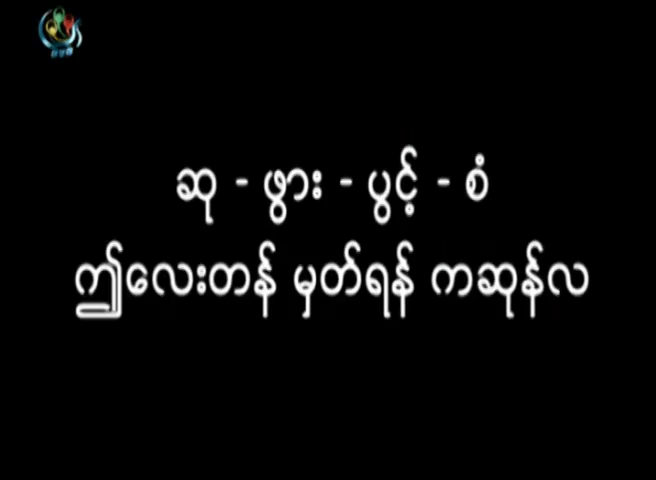 ဆု - ဖွား - ပွင့် - စံ
ဤလေးတန် မှတ်ရန် ကဆုန်လ